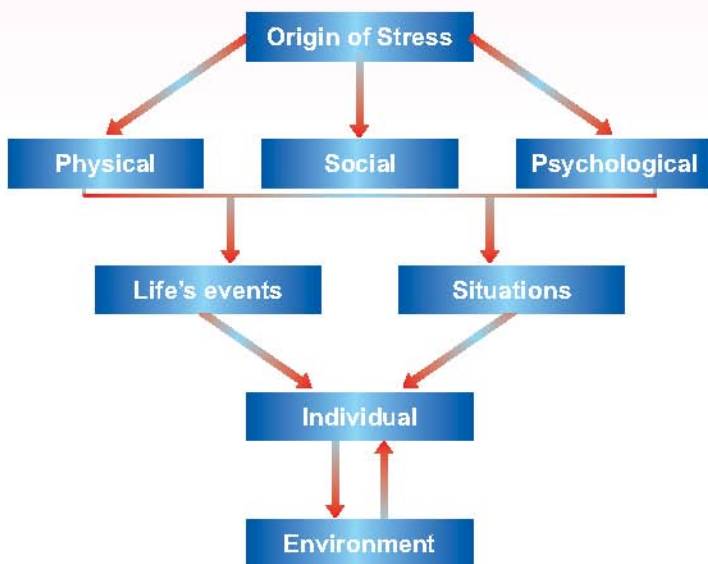 Origin of Stress
Physical
Social
Psychological
Life's events
Situations
Individual
Environment